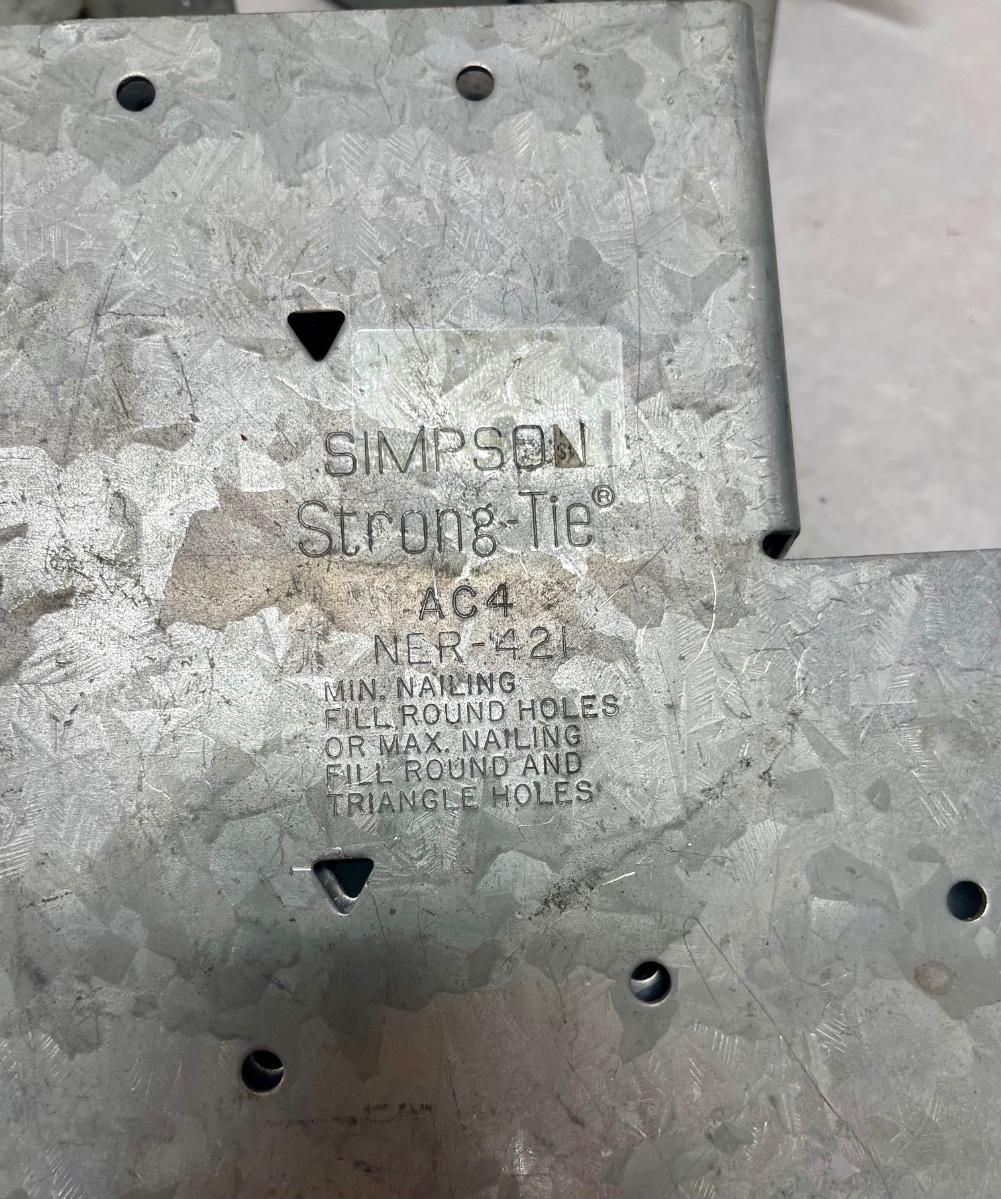 SIMPSON
Strong-Tie®
AC4
NER-421
MIN. NAILING
FILL ROUND HOLES
OR MAX. NAILING
FILL ROUND AND
TRIANGLE HOLES